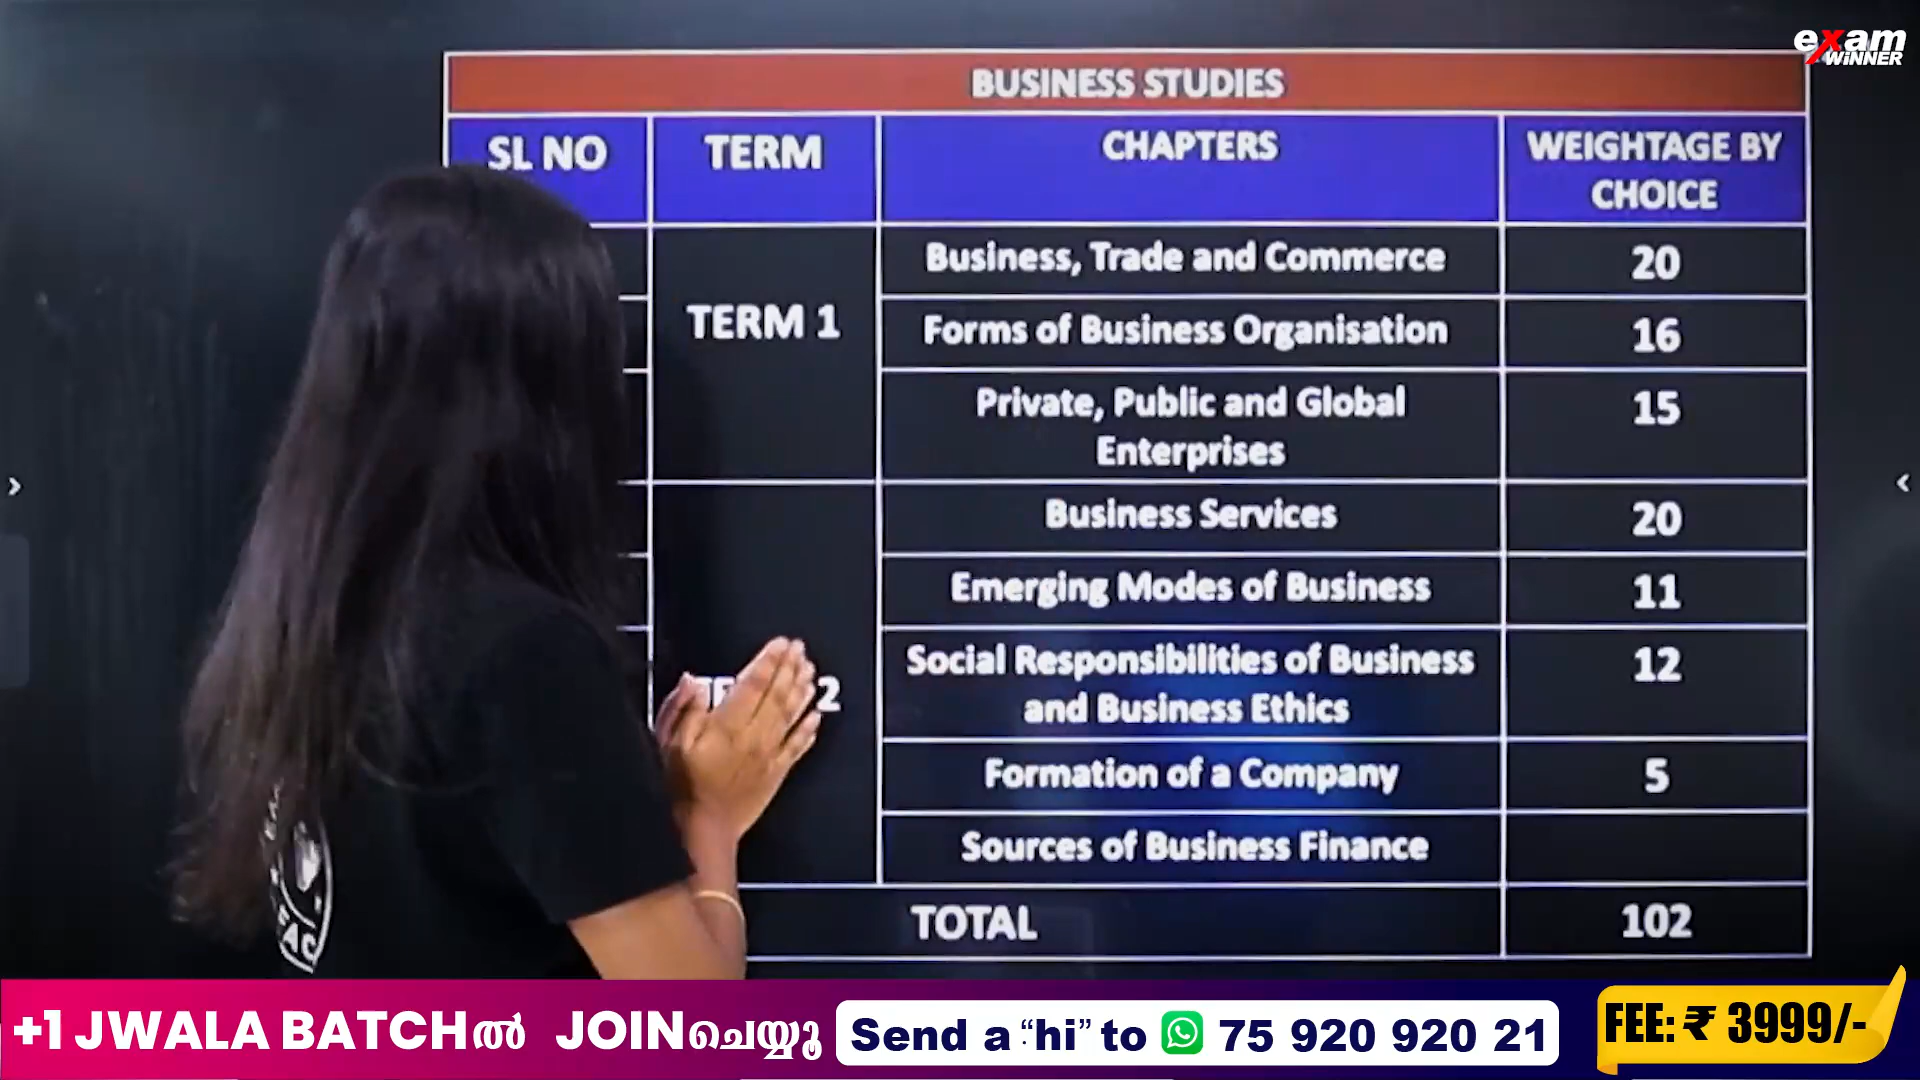 exam
WINNER
BUSINESS STUDIES
SL NO TERM CHAPTERS WEIGHTAGE BY
CHOICE
TERM 1
Business, Trade and Commerce 20
Forms of Business Organisation 16
Private, Public and Global 15
Enterprises
Business Services 20
Emerging Modes of Business 11
2
Social Responsibilities of Business 12
and Business Ethics
Formation of a Company 5
Sources of Business Finance
TOTAL 102
+1 JWALA BATCHൽ JOINചെയ്യൂ Send a “hi” to 75 920 920 21 FEE: ₹ 3999/-